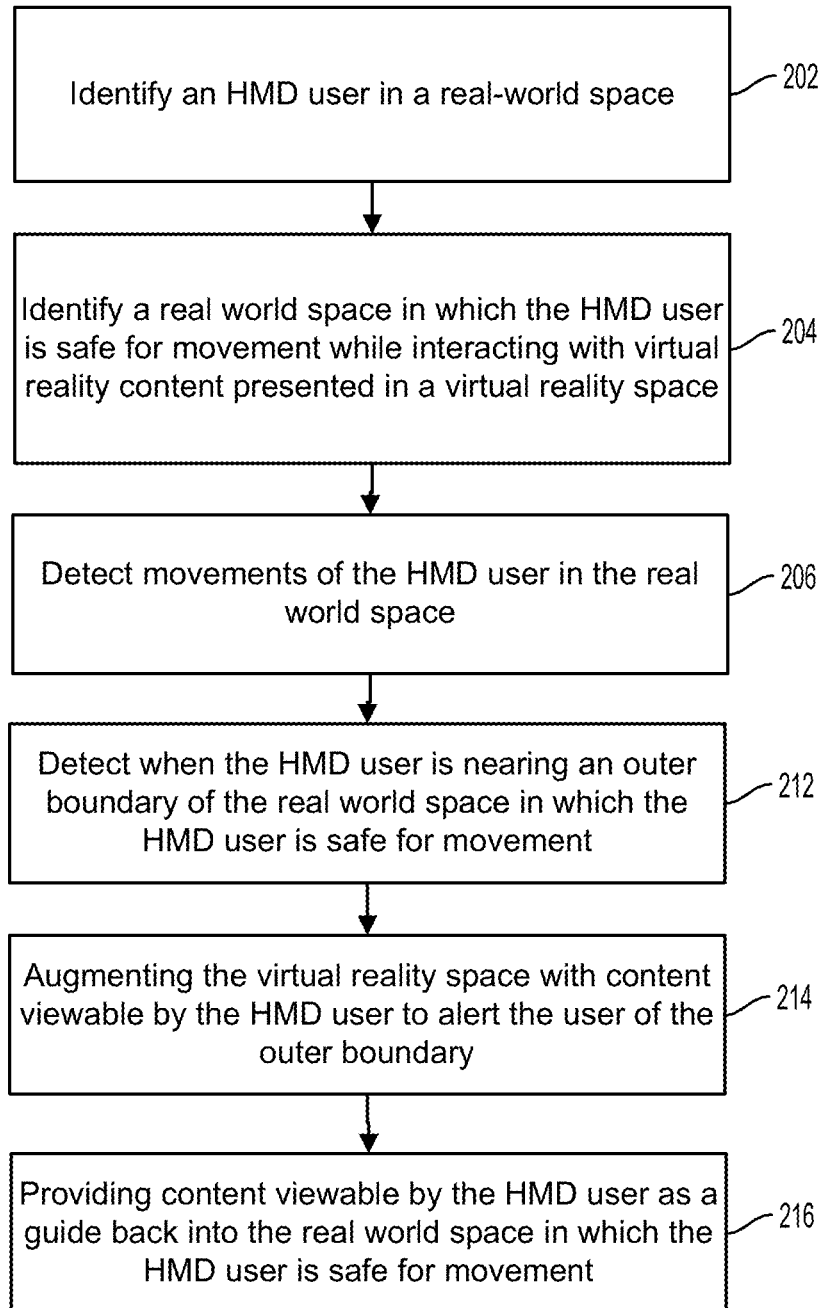 Identify an HMD user in a real-world space
202
Identify a real world space in which the HMD user
is safe for movement while interacting with virtual
reality content presented in a virtual reality space
204
Detect movements of the HMD user in the real
world space
206
Detect when the HMD user is nearing an outer
boundary of the real world space in which the
HMD user is safe for movement
212
Augmenting the virtual reality space with content
viewable by the HMD user to alert the user of the
outer boundary
214
Providing content viewable by the HMD user as a
guide back into the real world space in which the
HMD user is safe for movement
216